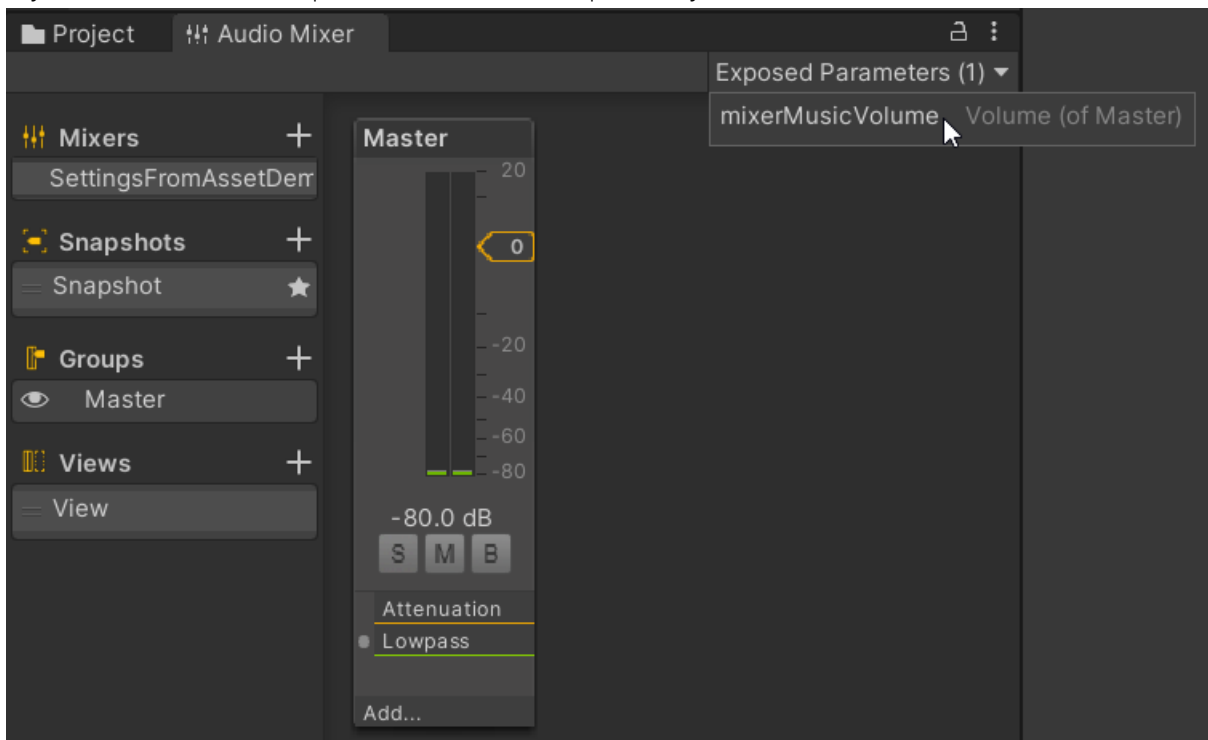 Project
Audio Mixer
Exposed Parameters (1)
mixerMusicVolume Volume (of Master)
Mixers
SettingsFromAssetDem
Snapshots
Snapshot
Groups
Master
Views
View
Master
20
0
-20
-40
-60
-80
-80.0 dB
S M B
Attenuation
Lowpass
Add...